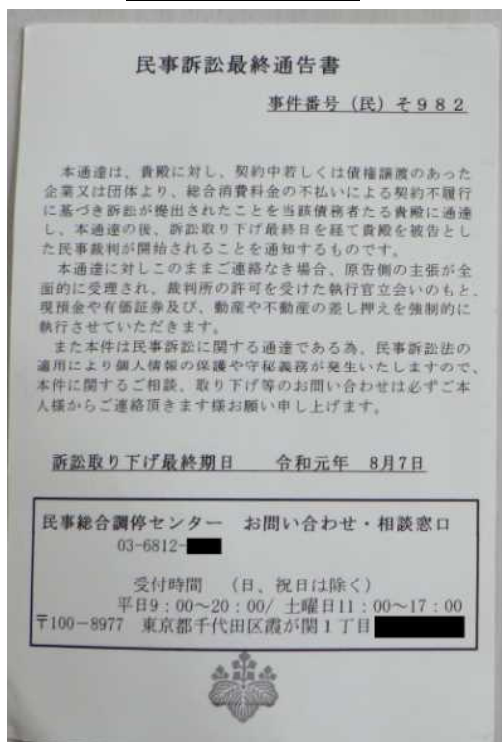 民事訴訟最終通告書
事件番号（民）そ９８２
本通達は、貴殿に対し、契約中若しくは債権譲渡のあった
企業又は団体より、総合消費料金の不払いによる契約不履行
に基づき訴訟が提出されたことを当該債務者たる貴殿に通達
し、本通達の後、訴訟取り下げ最終日を経て貴殿を被告とし
た民事裁判が開始されることを通知するものです。
本通達に対しこのままご連絡なき場合、原告側の主張が全
面的に受理され、裁判所の許可を受けた執行官立会いのもと、
現預金や有価証券及び、動産や不動産の差し押えを強制的に
執行させていただきます。
また本件は民事訴訟に関する通達である為、民事訴訟法の
適用により個人情報の保護や守秘義務が発生いたしますので、
本件に関するご相談、取り下げ等のお問い合わせは必ずご本
人様からご連絡頂きます様お願い申し上げます。
訴訟取り下げ最終期日　令和元年　8月7日
民事総合調停センター　お問い合わせ・相談窓口
03-6812-
受付時間　（日、祝日は除く）
平日9：00～20：00/ 土曜日11：00～17：00
〒100－8977　東京都千代田区霞が関１丁目